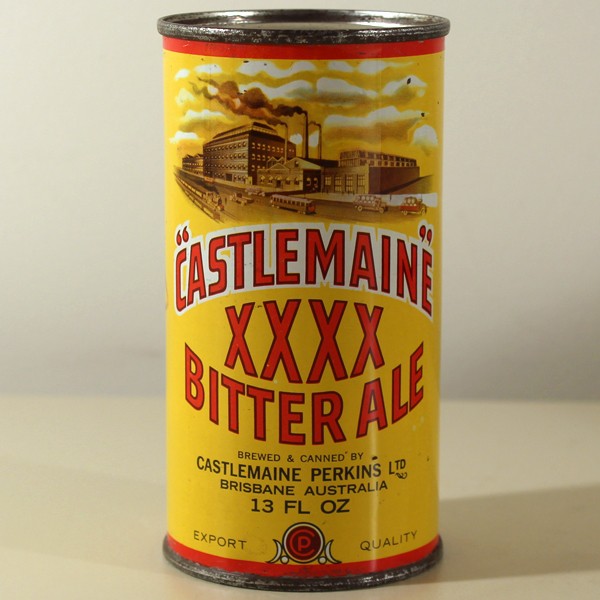 “CASTLEMAINE”
XXXX
BITTER ALE
BREWED & CANNED BY
CASTLEMAINE PERKINS LTD
BRISBANE AUSTRALIA
13 FL OZ
EXPORT QUALITY